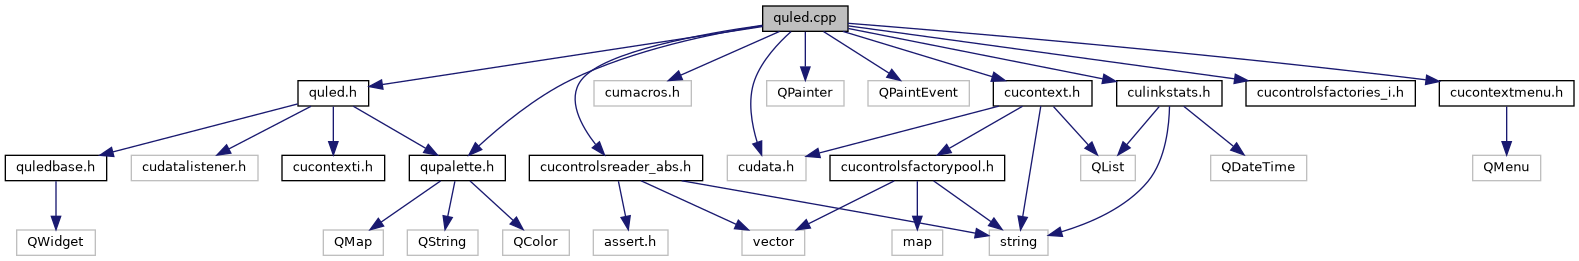 quled.cpp
quled.h
cumacros.h
QPainter
QPaintEvent
cucontext.h
culinkstats.h
cucontrolsfactories_i.h
cucontextmenu.h
quledbase.h
cudatalistener.h
cucontexti.h
qupalette.h
cucontrolsreader_abs.h
cudata.h
cucontrolsfactorypool.h
QList
QDateTime
QMenu
QWidget
QMap
QString
QColor
assert.h
vector
map
string